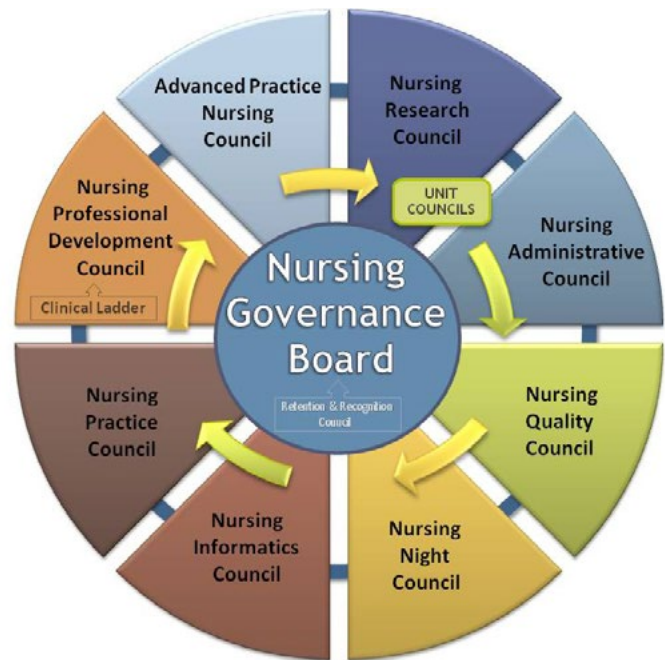 Advanced Practice
Nursing
Council
Nursing
Research
Council
UNIT
COUNCILS
Nursing
Administrative
Council
Nursing
Quality
Council
Nursing
Night
Council
Nursing
Informatics
Council
Nursing
Practice
Council
Nursing
Professional
Development
Council
Clinical Ladder
Nursing
Governance
Board
Retention & Recognition
Council